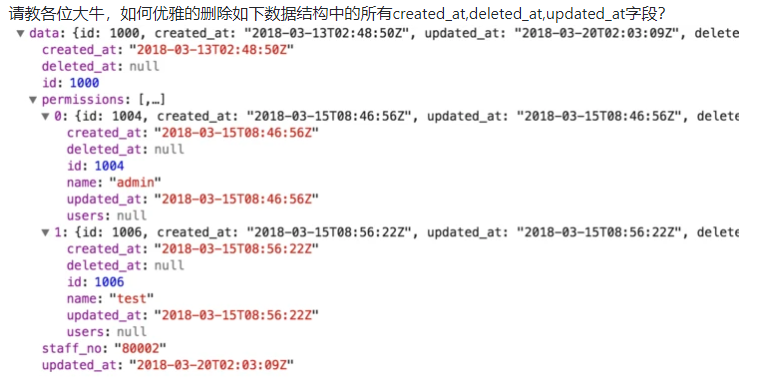 请教各位大牛，如何优雅的删除如下数据结构中的所有created_at,deleted_at,updated_at字段？
▼ data: {id: 1000, created_at: "2018-03-13T02:48:50Z", updated_at: "2018-03-20T02:03:09Z", delete
created_at: "2018-03-13T02:48:50Z"
deleted_at: null
id: 1000
▼ permissions: [,…]
▼ 0: {id: 1004, created_at: "2018-03-15T08:46:56Z", updated_at: "2018-03-15T08:46:56Z", delete
created_at: "2018-03-15T08:46:56Z"
deleted_at: null
id: 1004
name: "admin"
updated_at: "2018-03-15T08:46:56Z"
users: null
▼ 1: {id: 1006, created_at: "2018-03-15T08:56:22Z", updated_at: "2018-03-15T08:56:22Z", delete
created_at: "2018-03-15T08:56:22Z"
deleted_at: null
id: 1006
name: "test"
updated_at: "2018-03-15T08:56:22Z"
users: null
staff_no: "80002"
updated_at: "2018-03-20T02:03:09Z"